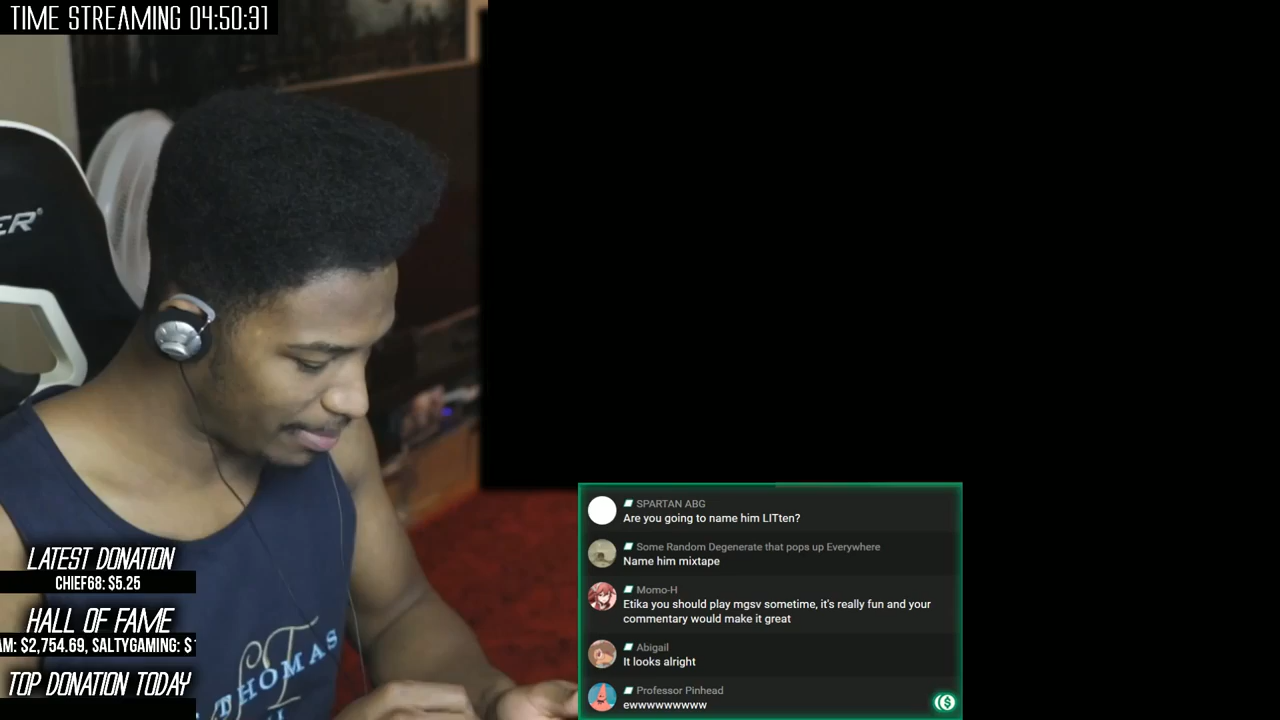 TIME STREAMING 04:50:31
ER®
LATEST DONATION
CHIEF68: $5.25
HALL OF FAME
AM: $2,754.69, SALTYGAMING: $
TOP DONATION TODAY
ST THOMAS
SPARTAN ABG
Are you going to name him LITten?
Some Random Degenerate that pops up Everywhere
Name him mixtape
Momo-H
Etika you should play mgsv sometime, it's really fun and your
commentary would make it great
Abigail
It looks alright
Professor Pinhead
ewwwwwwwww